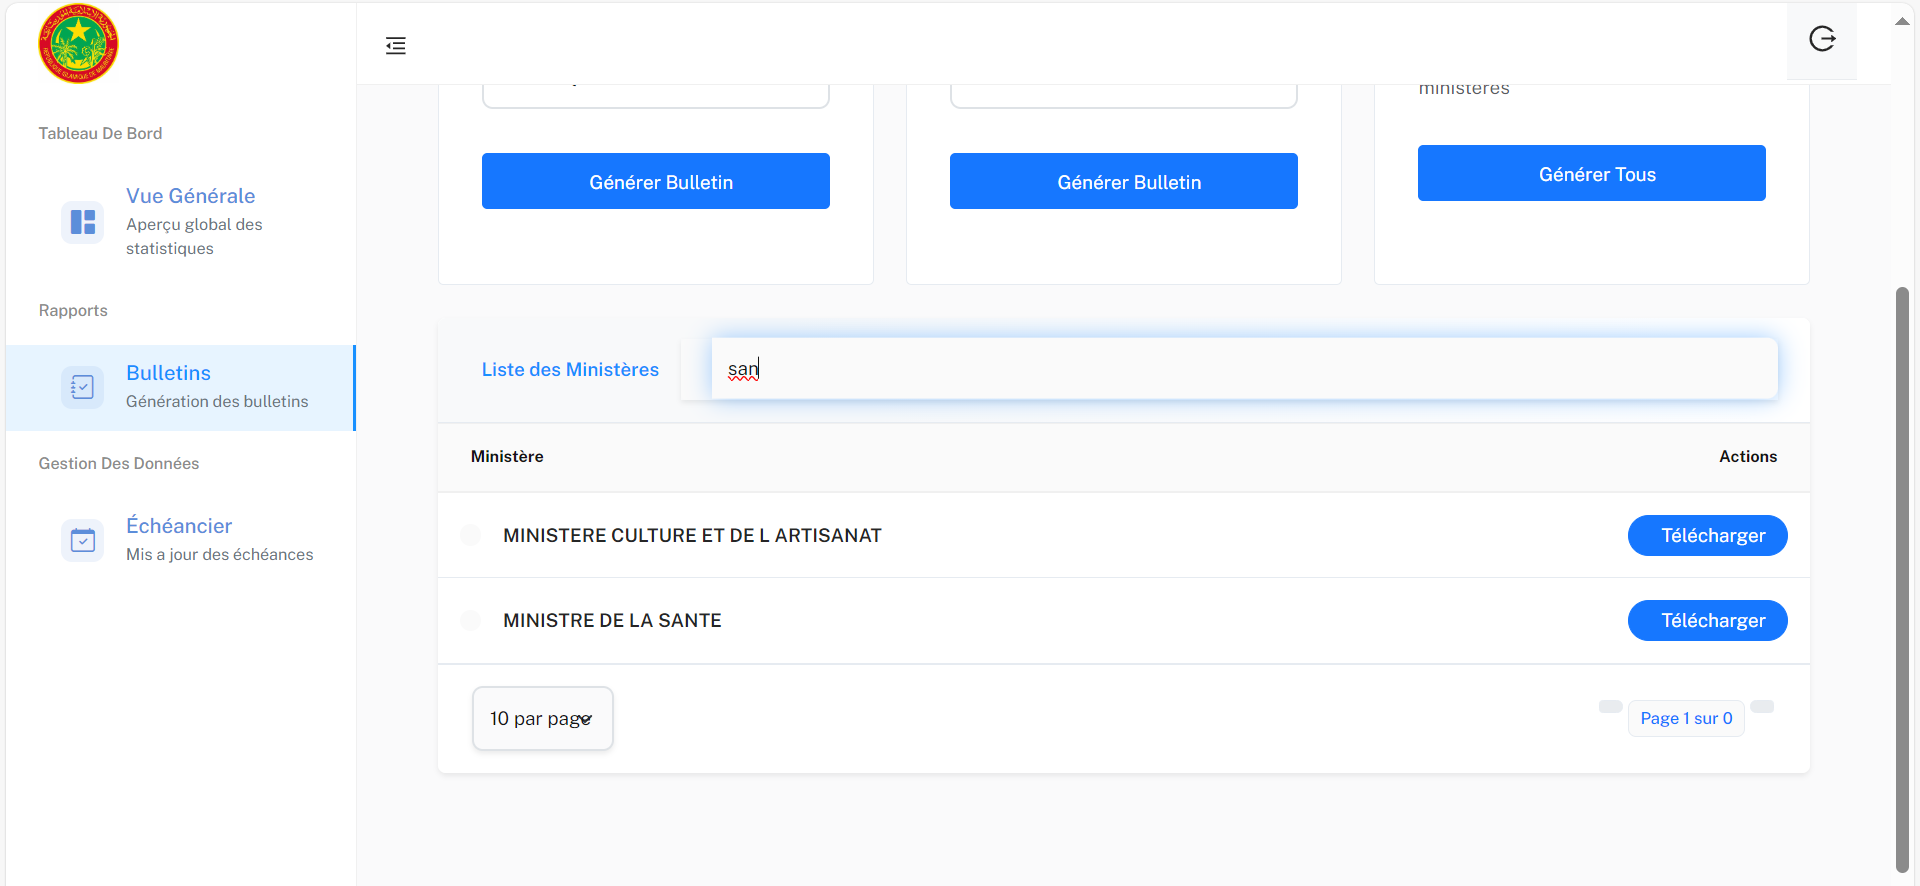 Tableau De Bord
Vue Générale
Aperçu global des
statistiques
Rapports
Bulletins
Génération des bulletins
Gestion Des Données
Échéancier
Mis a jour des échéances
ministères
Générer Bulletin
Générer Bulletin
Générer Tous
Liste des Ministères
san
Ministère
Actions
MINISTERE CULTURE ET DE L ARTISANAT
Télécharger
MINISTRE DE LA SANTE
Télécharger
10 par page
Page 1 sur 0